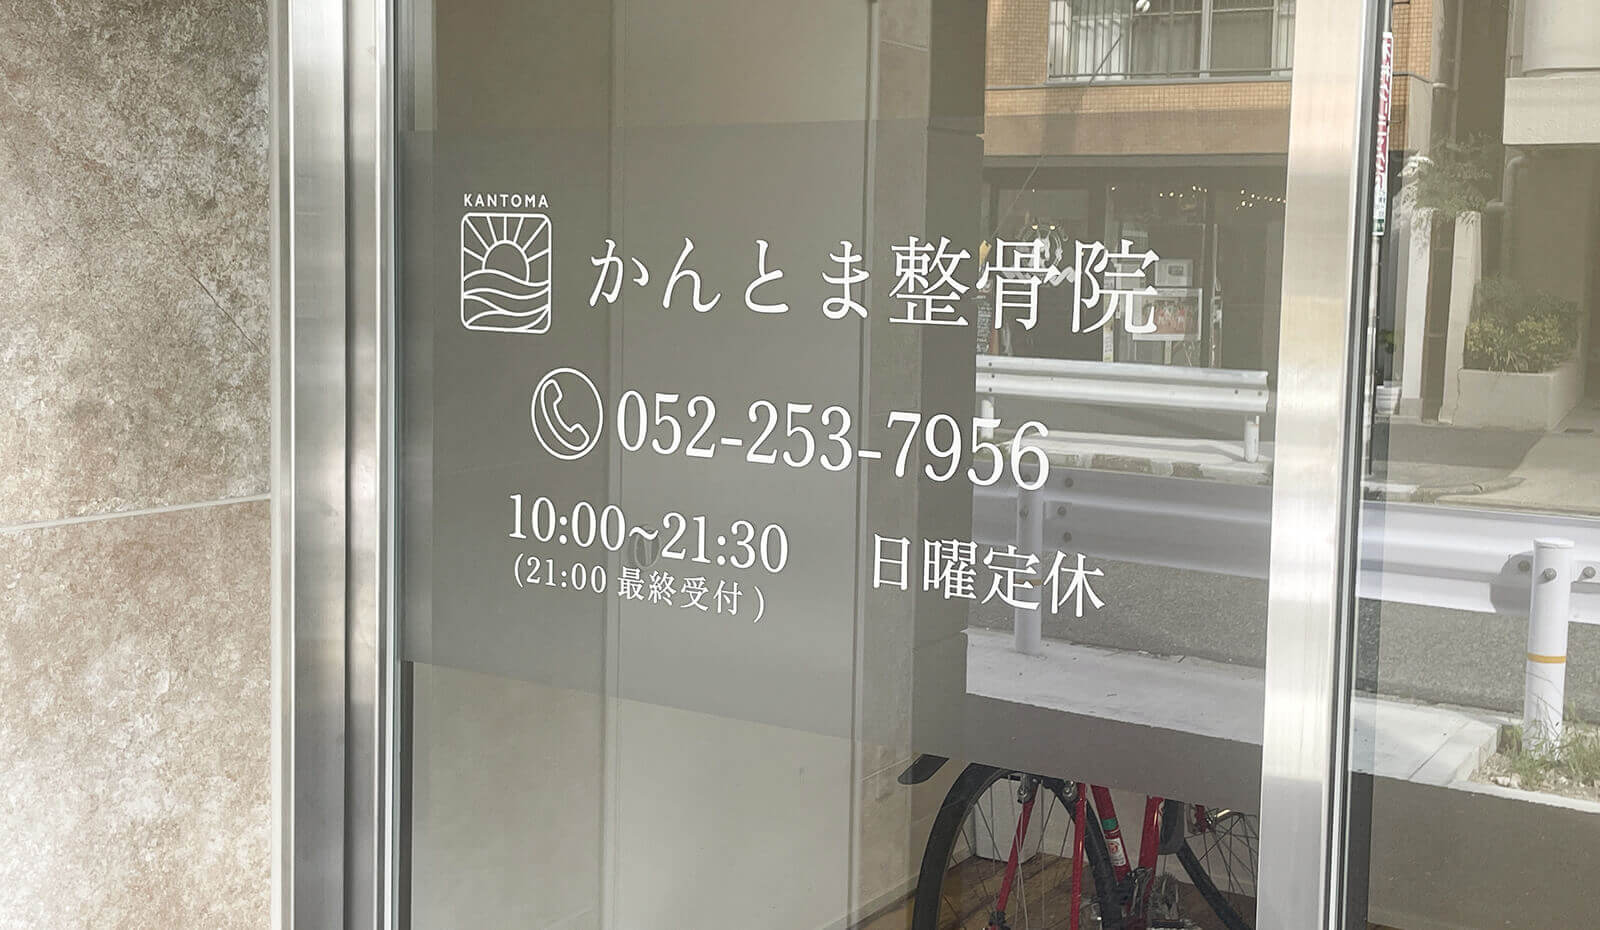 KANTOMA
かんとま整骨院
052-253-7956
10:00~21:30
(21:00 最終受付)
日曜定休